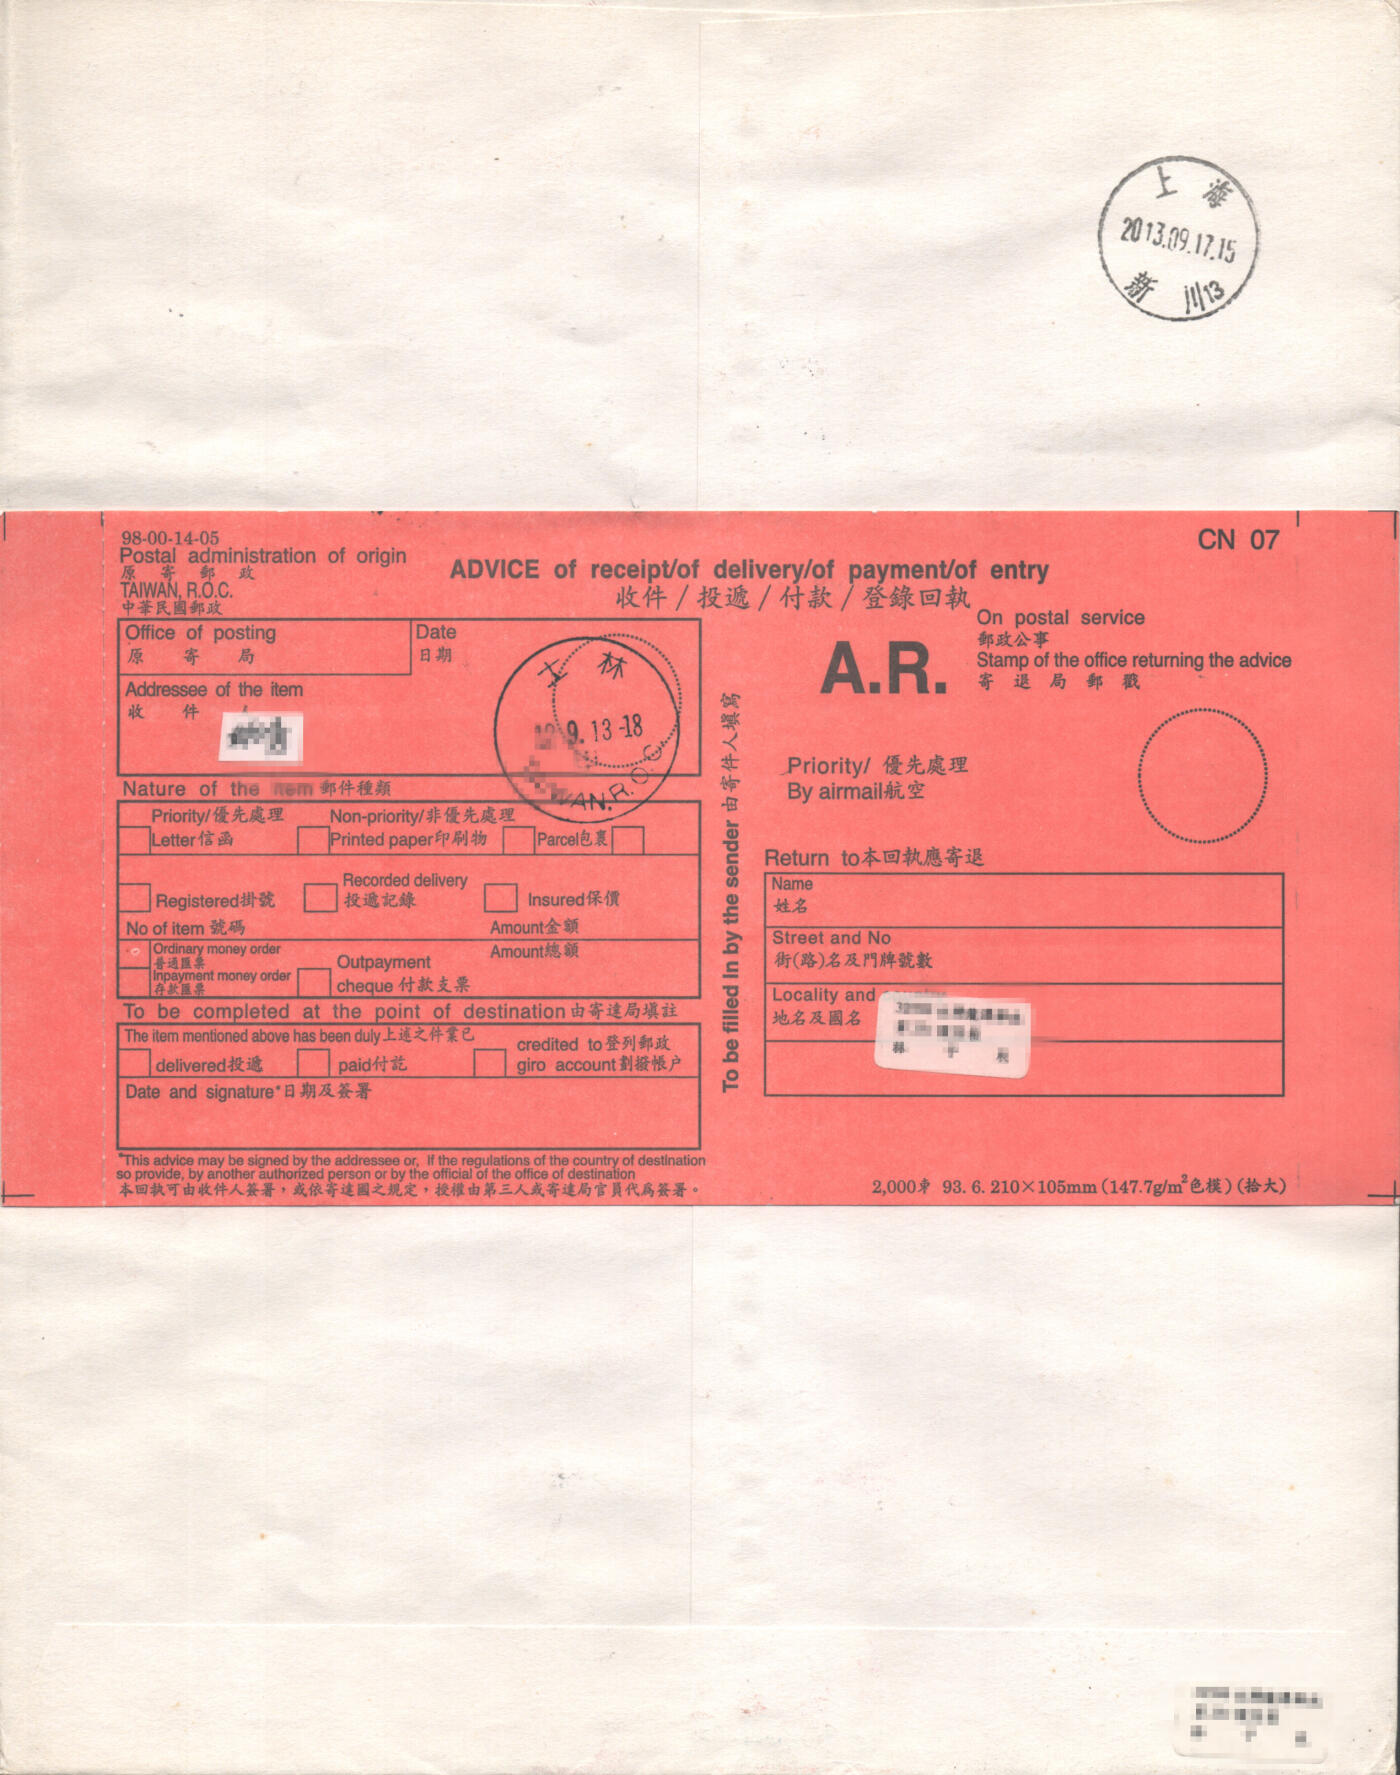 上海
2013.09.17.15
新川13
98-00-14-05
CN 07
Postal administration of origin
原寄郵政
TAIWAN, R.O.C.
中華民國郵政
ADVICE of receipt/of delivery/of payment/of entry
收件/投遞/付款/登錄回執
A.R.
On postal service
郵政公事
Stamp of the office returning the advice
寄退局郵戳
Office of posting
原寄局
Date
日期
Addressee of the item
收件
士林
9.13-18
WAN.R.O.C
Nature of the item 郵件種類
Priority/優先處理
Non-priority/非優先處理
Letter信函
Printed paper印刷物
Parcel包裹
Registered掛號
Recorded delivery
投遞記錄
Insured保價
No of item 號碼
Amount金額
Ordinary money order
普通匯票
Amount總額
Inpayment money order
存款匯票
Outpayment
cheque 付款支票
To be completed at the point of destination由寄達局填註
The item mentioned above has been duly上述之件業已
delivered投遞
paid付訖
credited to登列郵政
giro account劃撥帳户
Date and signature*日期及簽署
*This advice may be signed by the addressee or, if the regulations of the country of destination
so provide, by another authorized person or by the official of the office of destination
本回執可由收件人簽署，或依寄達國之規定，授權由第三人或寄達局官員代為簽署。
To be filled in by the sender 由寄件人填寫
Priority/ 優先處理
By airmail航空
Return to本回執應寄退
Name
姓名
Street and No
街(路)名及門牌號數
Locality and
地名及國名
2,000束 93. 6. 210×105mm (147.7g/m²色模) (拾大)